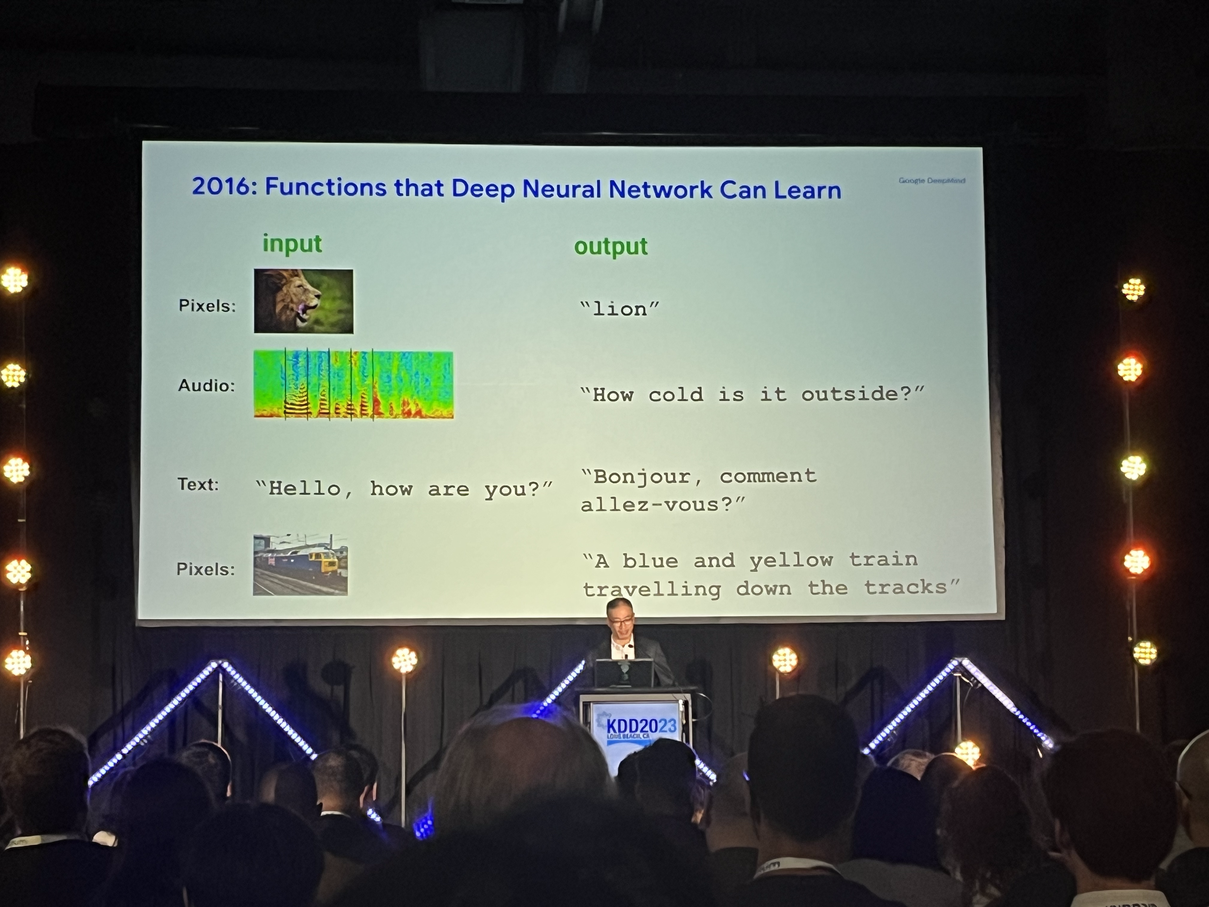 2016: Functions that Deep Neural Network Can Learn
Google DeepMind
input
output
Pixels:
“lion”
Audio:
“How cold is it outside?”
Text:
“Hello, how are you?”
“Bonjour, comment
allez-vous?”
Pixels:
“A blue and yellow train
travelling down the tracks”
KDD2023
LONG BEACH, CA